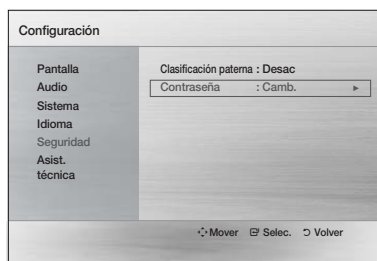 Configuración
Pantalla
Audio
Sistema
Idioma
Seguridad
Asist.
técnica
Clasificación paterna : Desac
Contraseña : Camb. ►
Mover Selec. Volver